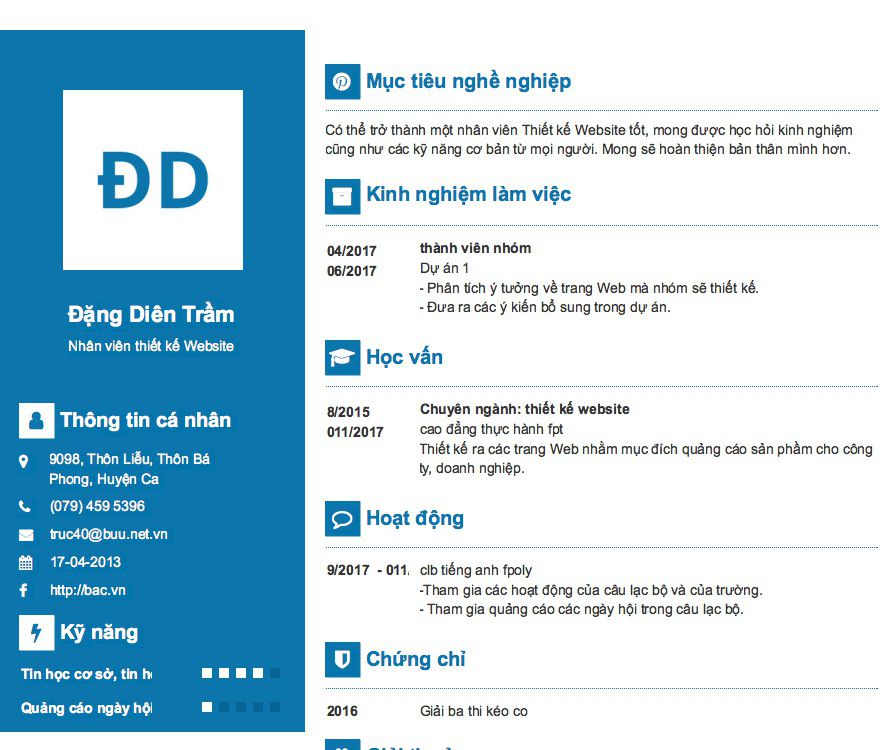 ĐD
Đặng Diên Trầm
Nhân viên thiết kế Website
Thông tin cá nhân
9098, Thôn Liễu, Thôn Bá
Phong, Huyện Ca
(079) 459 5396
truc40@buu.net.vn
17-04-2013
http://bac.vn
Kỹ năng
Tin học cơ sở, tin
Quảng cáo ngày hội
Mục tiêu nghề nghiệp
Có thể trở thành một nhân viên Thiết kế Website tốt, mong được học hỏi kinh nghiệm
cũng như các kỹ năng cơ bản từ mọi người. Mong sẽ hoàn thiện bản thân mình hơn.
Kinh nghiệm làm việc
04/2017 thành viên nhóm
06/2017 Dự án 1
- Phân tích ý tưởng về trang Web mà nhóm sẽ thiết kế.
- Đưa ra các ý kiến bổ sung trong dự án.
Học vấn
8/2015 Chuyên ngành: thiết kế website
011/2017 cao đẳng thực hành fpt
Thiết kế ra các trang Web nhằm mục đích quảng cáo sản phẩm cho công
ty, doanh nghiệp.
Hoạt động
9/2017 - 011 clb tiếng anh fpoly
-Tham gia các hoạt động của câu lạc bộ và của trường.
- Tham gia quảng cáo các ngày hội trong câu lạc bộ.
Chứng chỉ
2016 Giải ba thi kéo co